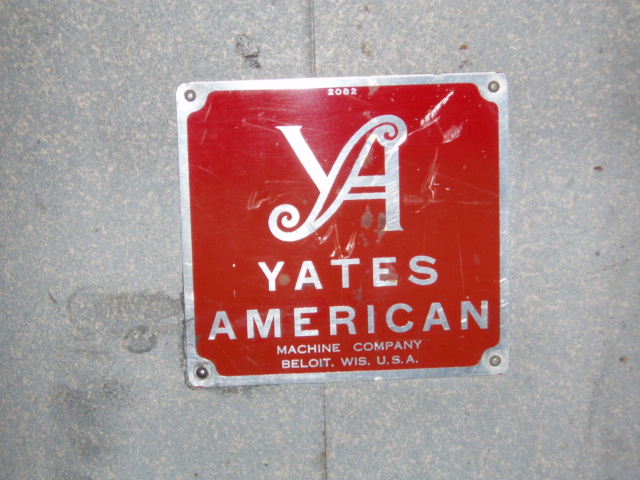 2082
YA
YATES
AMERICAN
MACHINE COMPANY
BELOIT, WIS. U.S.A.